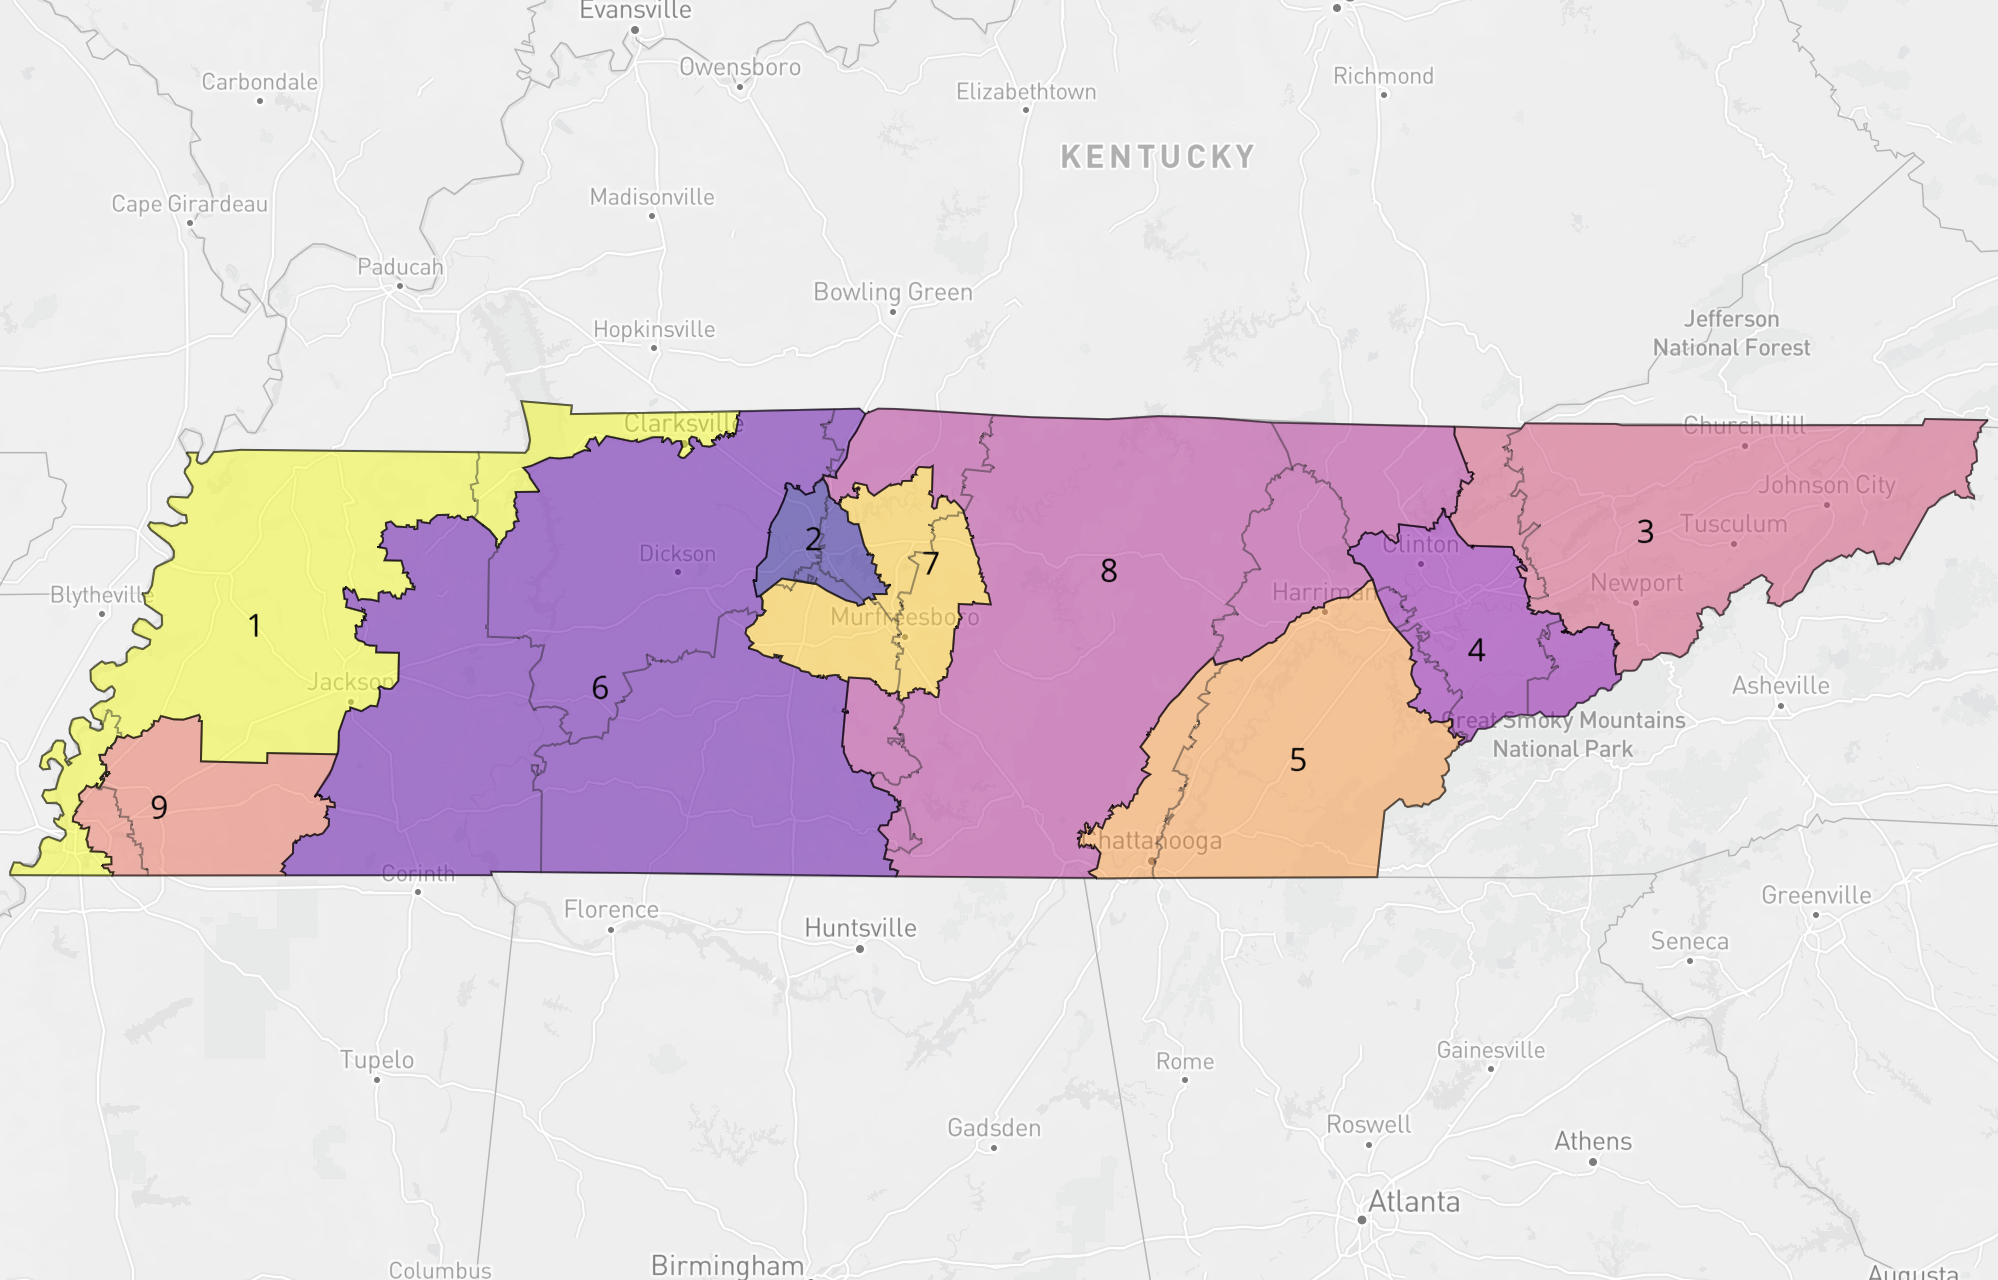 Evansville
Carbondale
Owensboro
Elizabethtown
Richmond
KENTUCKY
Cape Girardeau
Madisonville
Paducah
Bowling Green
Hopkinsville
Jefferson
National Forest
Clarksville
Church Hill
Johnson City
Tusculum
2
3
Dickson
7
Clinton
8
Blytheville
Harriman
Newport
1
Murfreesboro
4
Jackson
6
Asheville
Great Smoky Mountains
National Park
5
9
Chattanooga
Corinth
Florence
Huntsville
Greenville
Seneca
Tupelo
Rome
Gainesville
Gadsden
Roswell
Athens
Atlanta
Columbus
Birmingham
Augusta